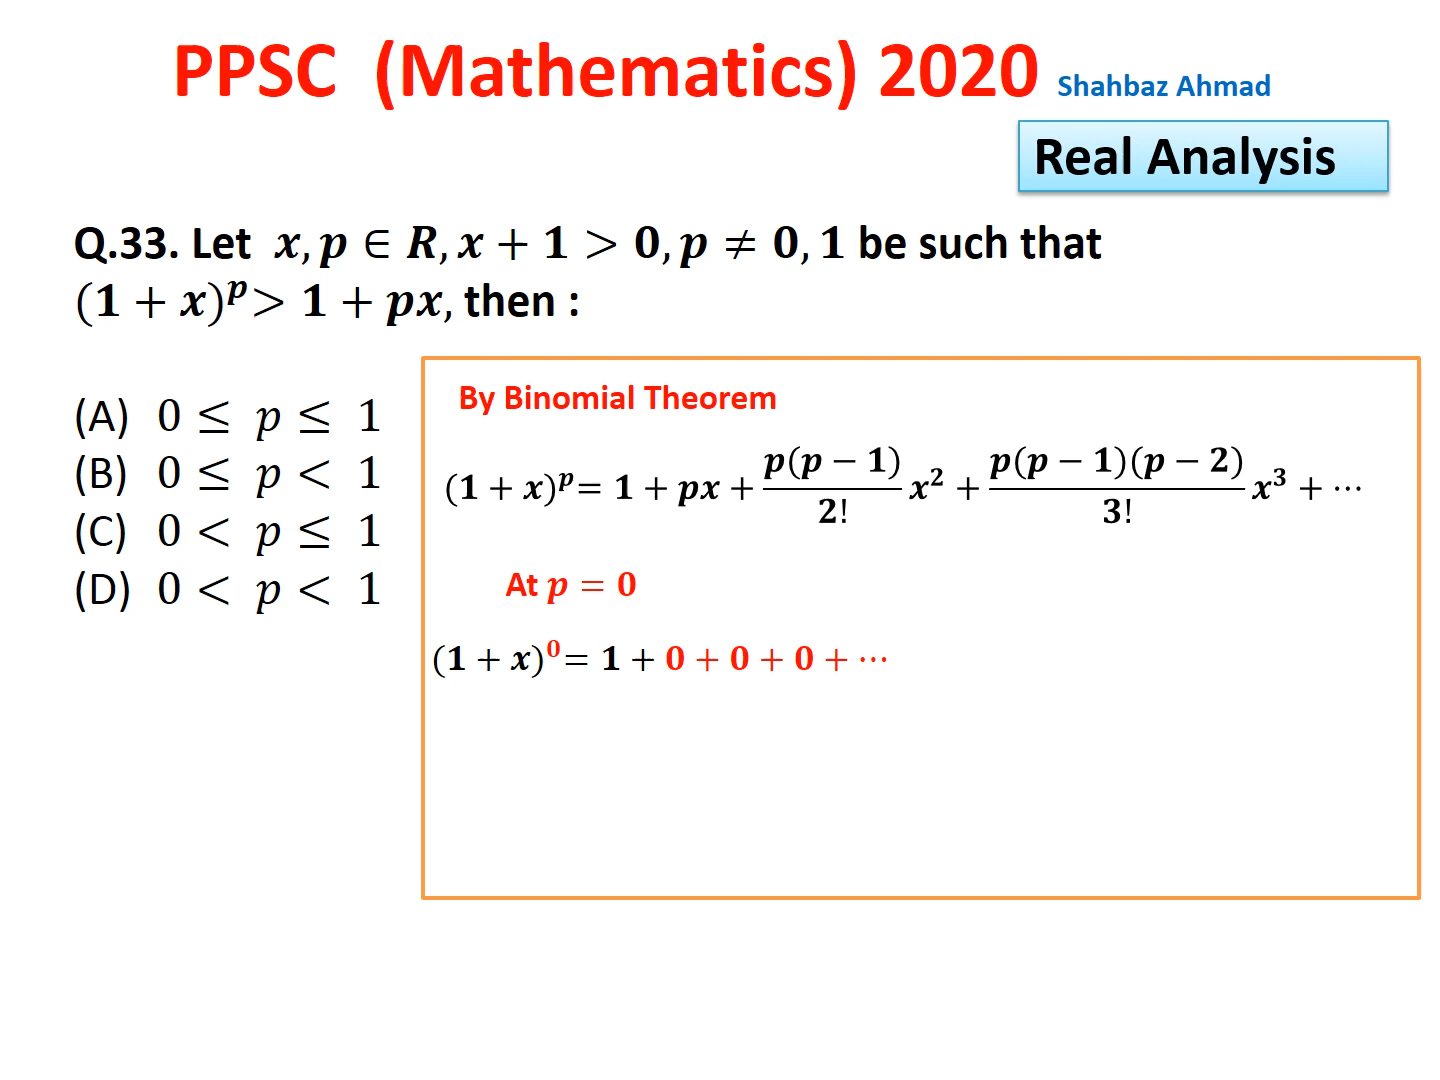 PPSC (Mathematics) 2020 Shahbaz Ahmad
Real Analysis
Q.33. Let x, p ∈ R, x + 1 > 0, p ≠ 0, 1 be such that
(1 + x)^p > 1 + px, then :
(A) 0 ≤ p ≤ 1
(B) 0 ≤ p < 1
(C) 0 < p ≤ 1
(D) 0 < p < 1
By Binomial Theorem
(1 + x)^p = 1 + px + p(p − 1)/2! x^2 + p(p − 1)(p − 2)/3! x^3 + ⋯
At p = 0
(1 + x)^0 = 1 + 0 + 0 + 0 + ⋯